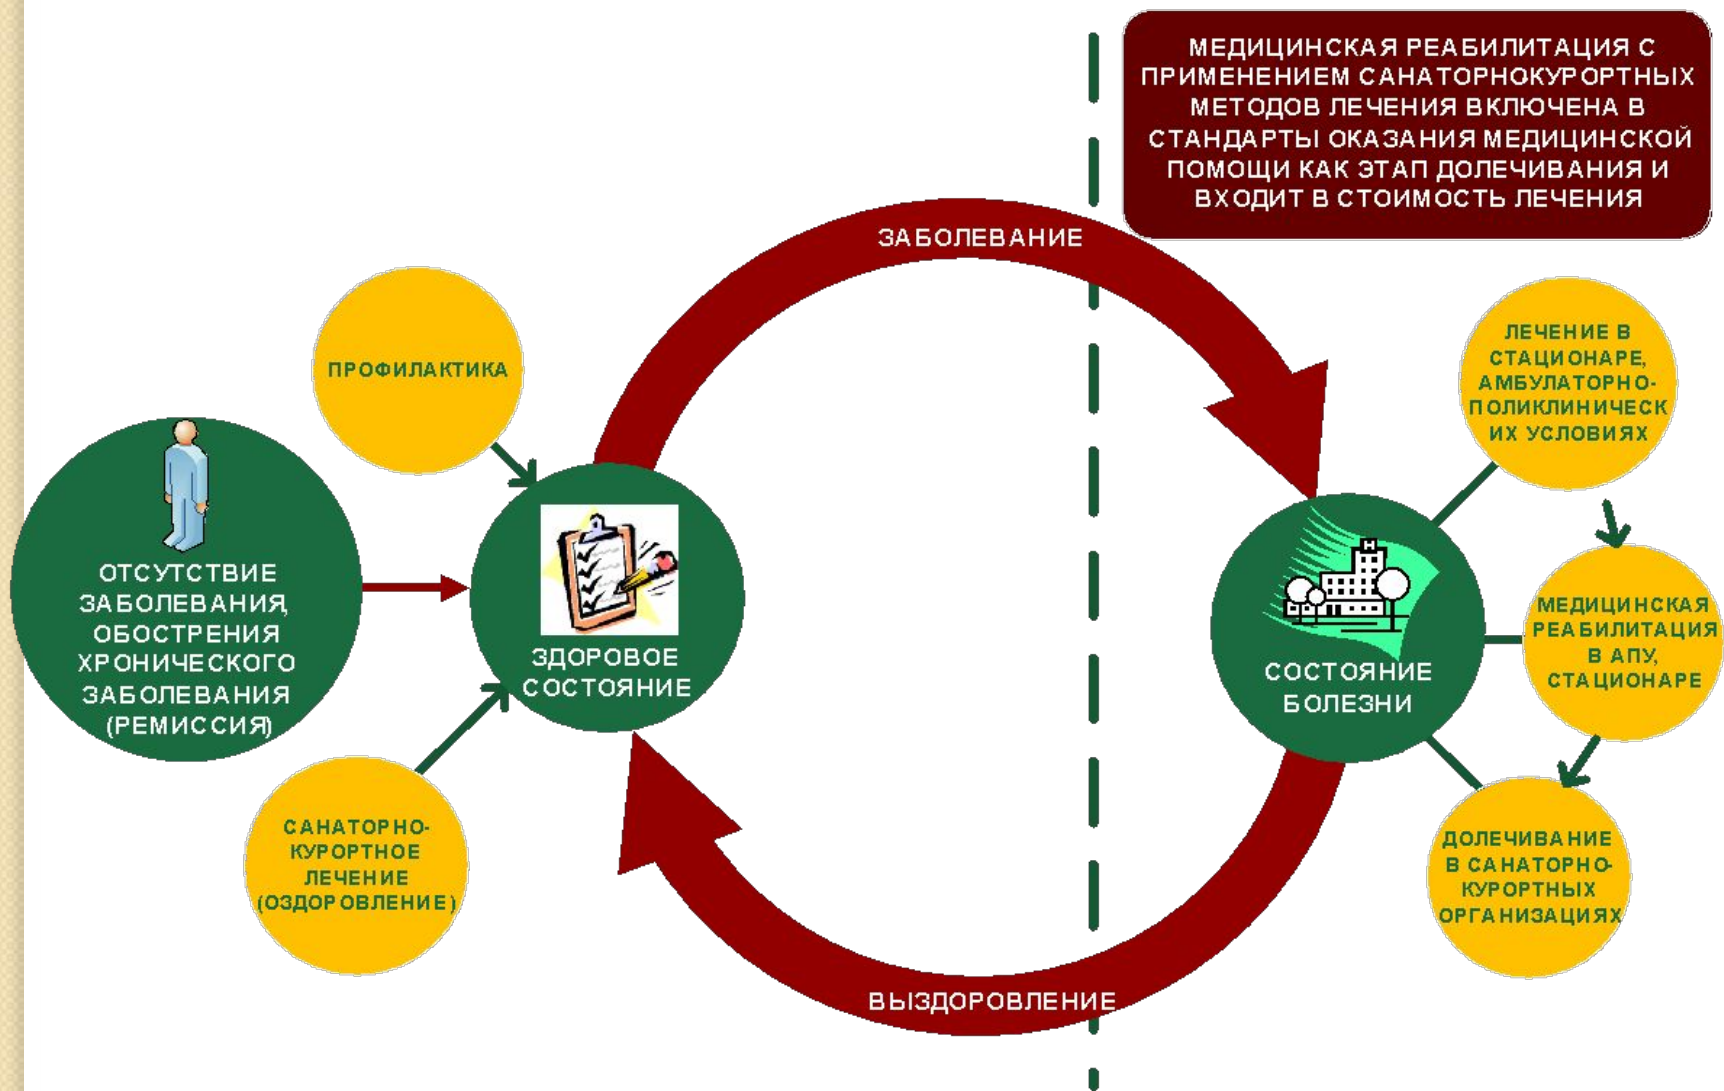 МЕДИЦИНСКАЯ РЕАБИЛИТАЦИЯ С
ПРИМЕНЕНИЕМ САНАТОРНОКУРОРТНЫХ
МЕТОДОВ ЛЕЧЕНИЯ ВКЛЮЧЕНА В
СТАНДАРТЫ ОКАЗАНИЯ МЕДИЦИНСКОЙ
ПОМОЩИ КАК ЭТАП ДОЛЕЧИВАНИЯ И
ВХОДИТ В СТОИМОСТЬ ЛЕЧЕНИЯ
ЗАБОЛЕВАНИЕ
ПРОФИЛАКТИКА
ОТСУТСТВИЕ
ЗАБОЛЕВАНИЯ,
ОБОСТРЕНИЯ
ХРОНИЧЕСКОГО
ЗАБОЛЕВАНИЯ
(РЕМИССИЯ)
ЗДОРОВОЕ
СОСТОЯНИЕ
САНАТОРНО-
КУРОРТНОЕ
ЛЕЧЕНИЕ
(ОЗДОРОВЛЕНИЕ)
ЛЕЧЕНИЕ В
СТАЦИОНАРЕ,
АМБУЛАТОРНО-
ПОЛИКЛИНИЧЕСК
ИХ УСЛОВИЯХ
СОСТОЯНИЕ
БОЛЕЗНИ
МЕДИЦИНСКАЯ
РЕАБИЛИТАЦИЯ
В АПУ,
СТАЦИОНАРЕ
ДОЛЕЧИВАНИЕ
В САНАТОРНО-
КУРОРТНЫХ
ОРГАНИЗАЦИЯХ
ВЫЗДОРОВЛЕНИЕ